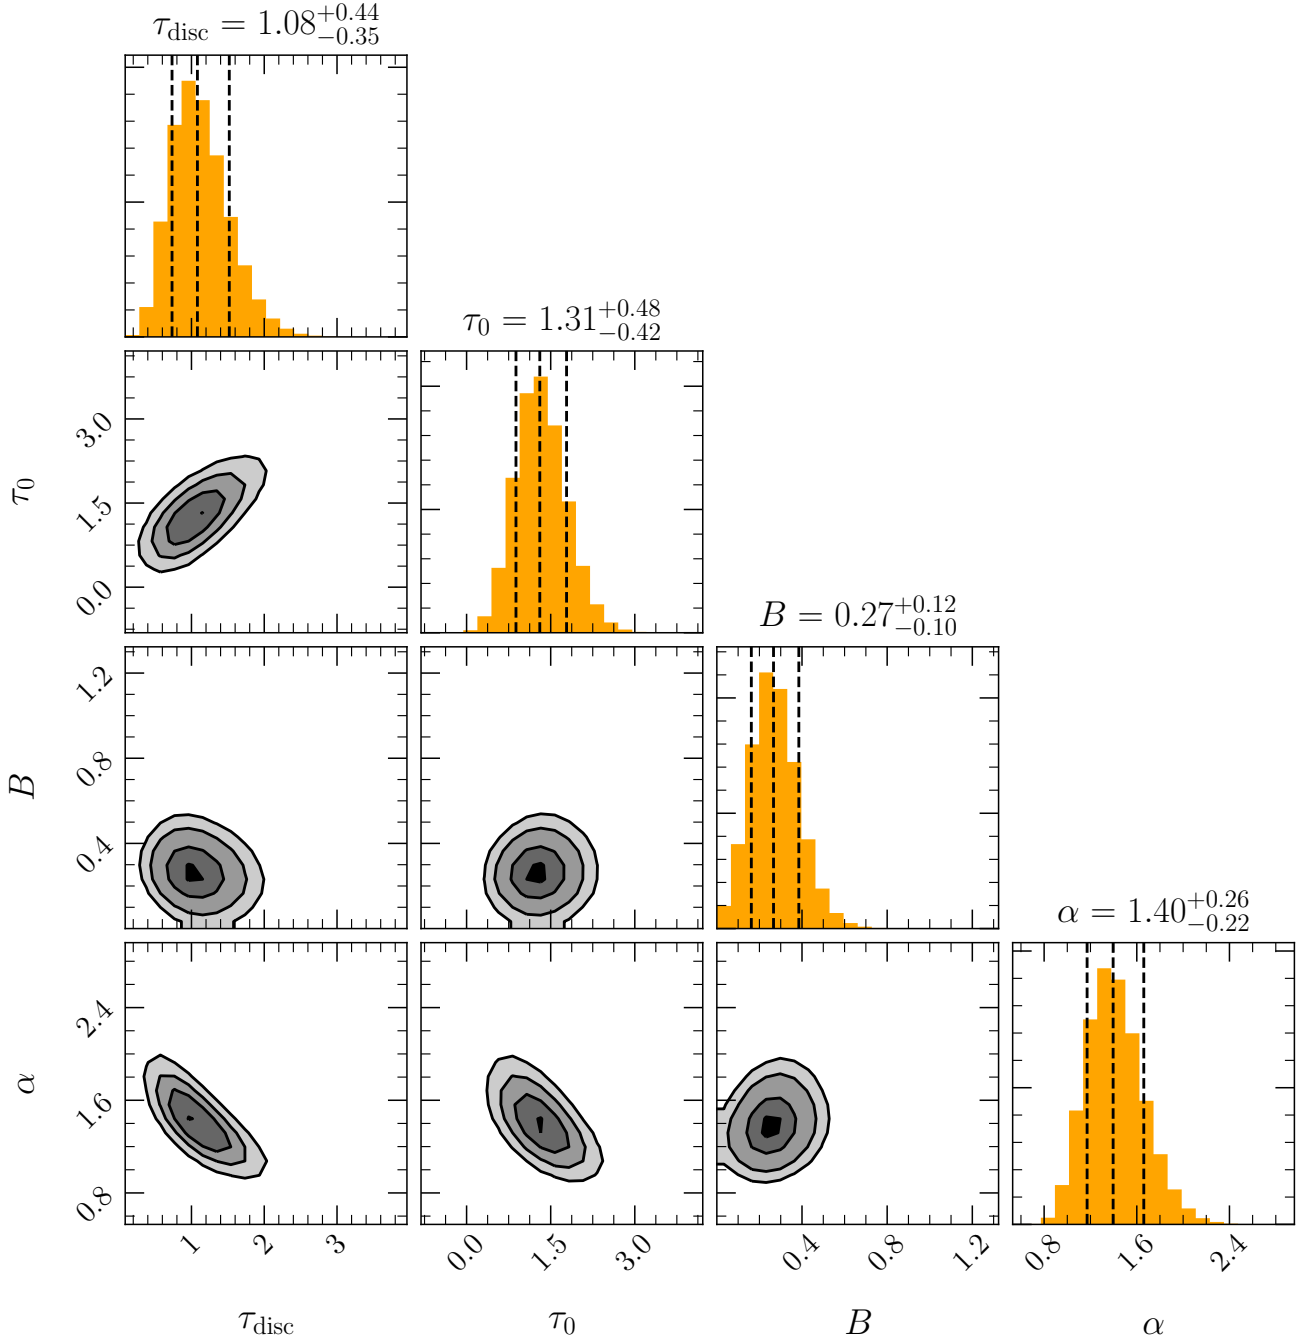 τ_disc = 1.08^{+0.44}_{−0.35}
τ_0 = 1.31^{+0.48}_{−0.42}
τ_0
3.0
1.5
0.0
B = 0.27^{+0.12}_{−0.10}
B
1.2
0.8
0.4
α = 1.40^{+0.26}_{−0.22}
α
2.4
1.6
0.8
1 2 3 0.0 1.5 3.0 0.4 0.8 1.2 0.8 1.6 2.4
τ_disc τ_0 B α